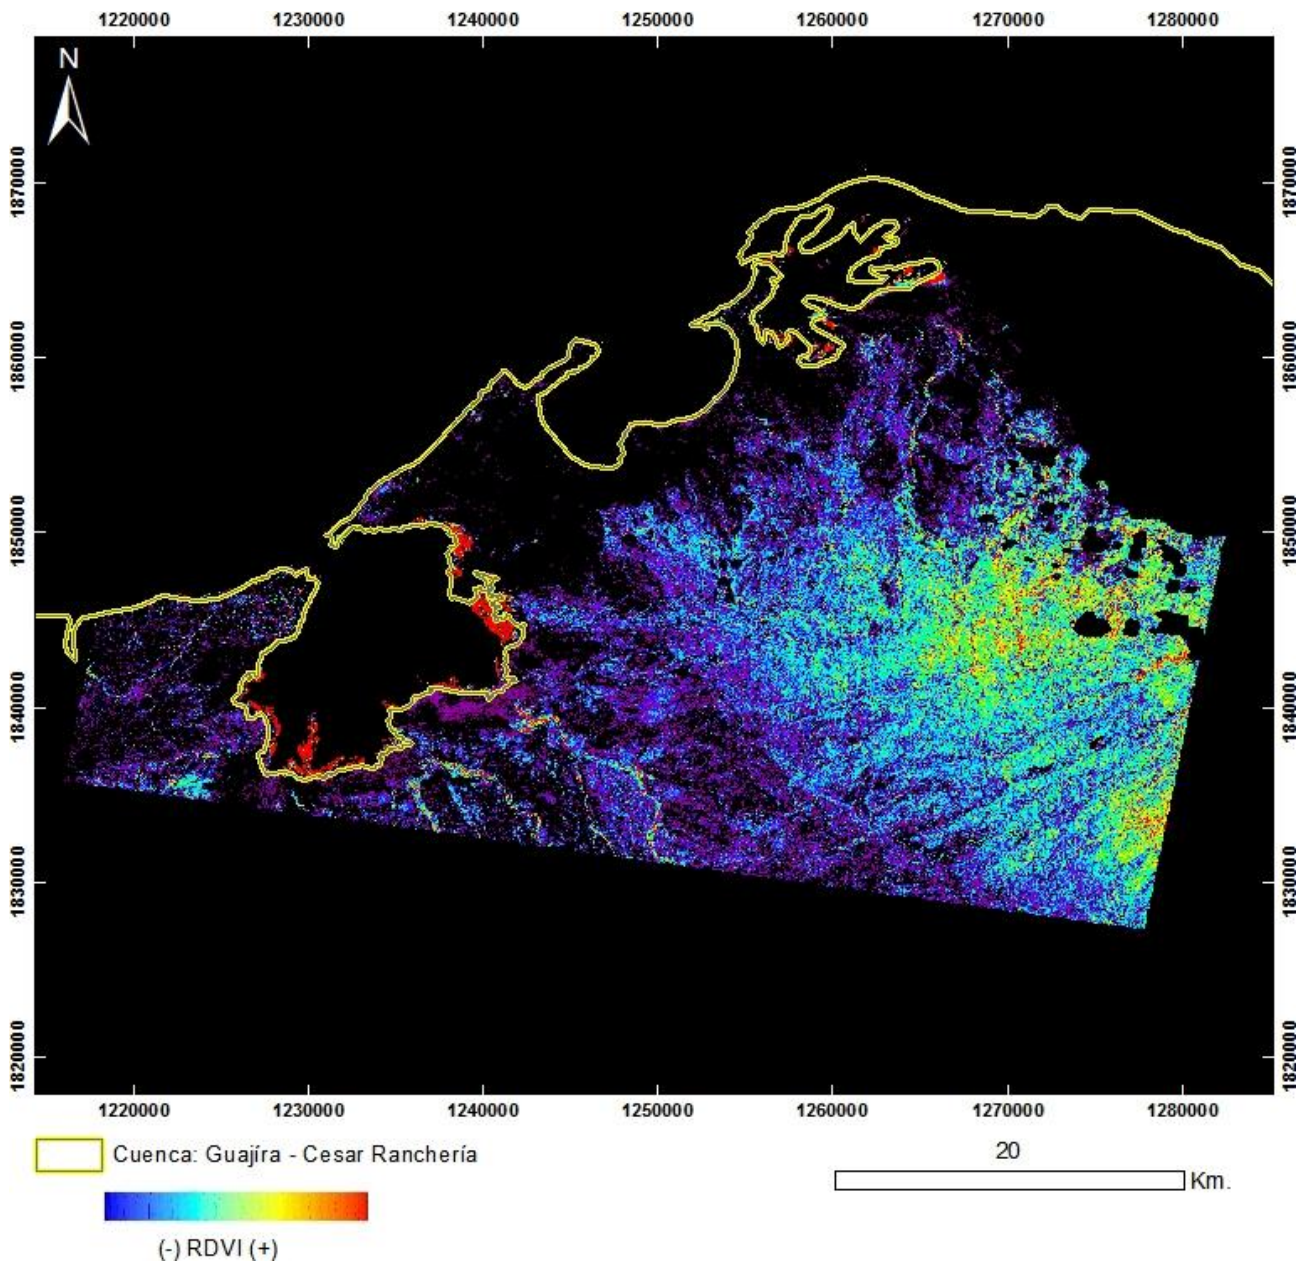 1220000 1230000 1240000 1250000 1260000 1270000 1280000
N
1870000 1870000
1860000 1860000
1850000 1850000
1840000 1840000
1830000 1830000
1820000 1820000
1220000 1230000 1240000 1250000 1260000 1270000 1280000
Cuenca: Guajíra - Cesar Ranchería
20
Km.
(-) RDVI (+)